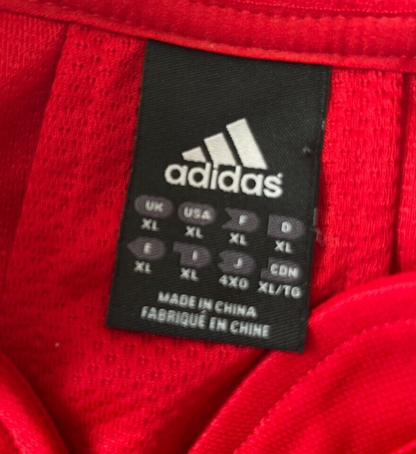 adidas
UK USA F D
XL XL XL XL
E I J CDN
XL XL 4XO XL/TG
MADE IN CHINA
FABRIQUÉ EN CHINE